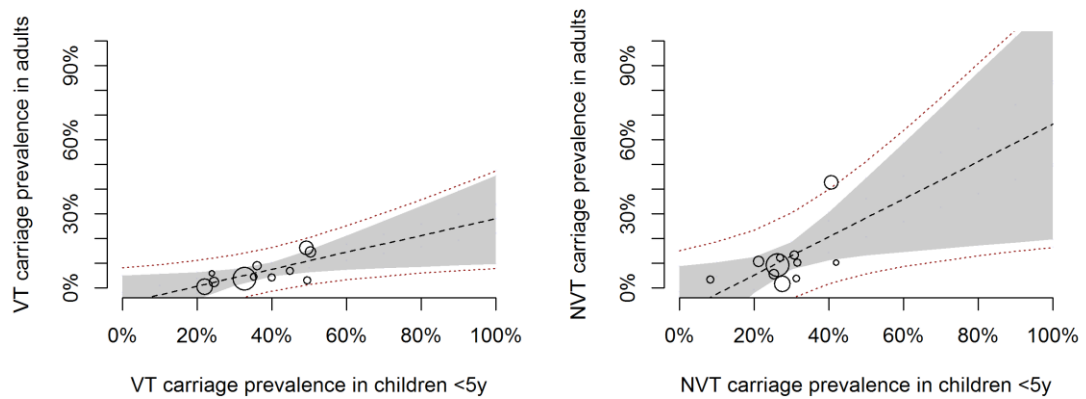 VT carriage prevalence in adults
90%
60%
30%
0%
0% 20% 40% 60% 80% 100%
VT carriage prevalence in children <5y
NVT carriage prevalence in adults
90%
60%
30%
0%
0% 20% 40% 60% 80% 100%
NVT carriage prevalence in children <5y